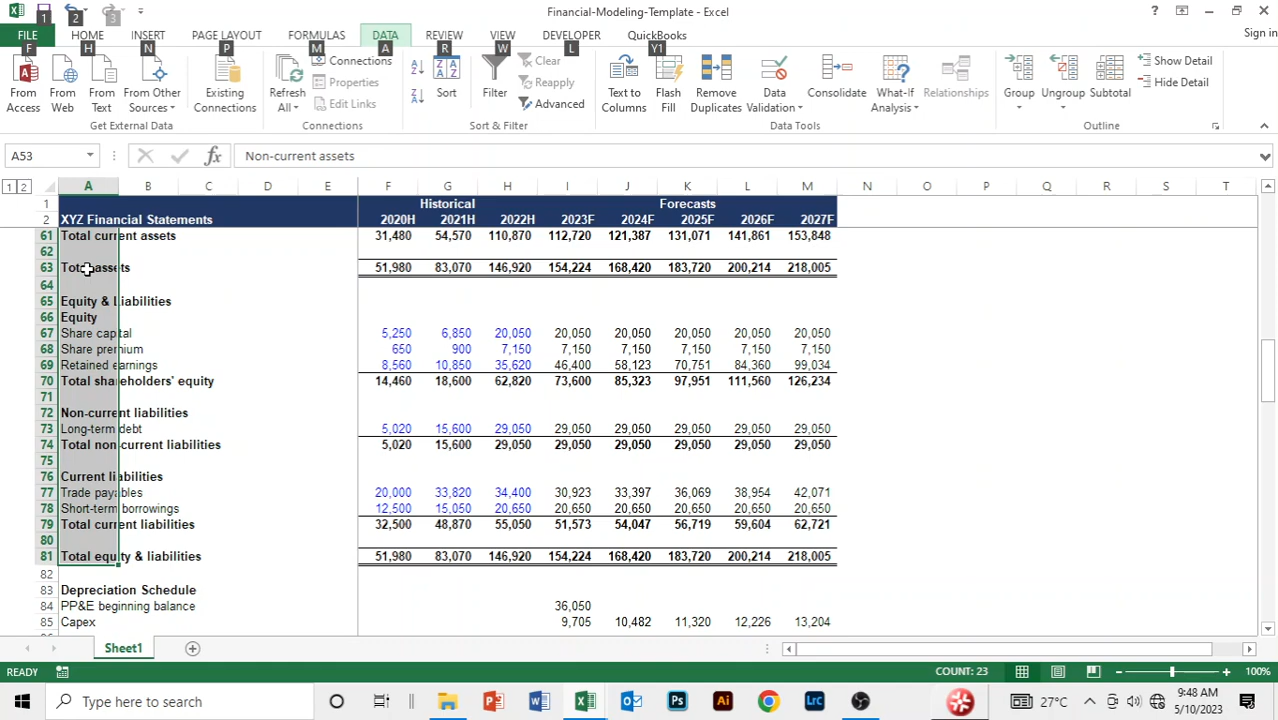 Financial-Modeling-Template - Excel
?
1 2 3
FILE HOME INSERT PAGE LAYOUT FORMULAS DATA REVIEW VIEW DEVELOPER QuickBooks Sign in
F H N P M A R W L Y1
From Access
From Web
From Text
From Other Sources
Existing Connections
Refresh All
Connections
Properties
Edit Links
Sort
Filter
Clear
Reapply
Advanced
Text to Columns
Flash Fill
Remove Duplicates
Data Validation
Consolidate
What-If Analysis
Relationships
Group
Ungroup
Subtotal
Show Detail
Hide Detail
Get External Data Connections Sort & Filter Data Tools Outline
A53 fx Non-current assets
1 2 A B C D E F G H I J K L M N O P Q R S T
1 Historical Forecasts
2 XYZ Financial Statements 2020H 2021H 2022H 2023F 2024F 2025F 2026F 2027F
61 Total current assets 31,480 54,570 110,870 112,720 121,387 131,071 141,861 153,848
62
63 Total assets 51,980 83,070 146,920 154,224 168,420 183,720 200,214 218,005
64
65 Equity & Liabilities
66 Equity
67 Share capital 5,250 6,850 20,050 20,050 20,050 20,050 20,050 20,050
68 Share premium 650 900 7,150 7,150 7,150 7,150 7,150 7,150
69 Retained earnings 8,560 10,850 35,620 46,400 58,123 70,751 84,360 99,034
70 Total shareholders' equity 14,460 18,600 62,820 73,600 85,323 97,951 111,560 126,234
71
72 Non-current liabilities
73 Long-term debt 5,020 15,600 29,050 29,050 29,050 29,050 29,050 29,050
74 Total non-current liabilities 5,020 15,600 29,050 29,050 29,050 29,050 29,050 29,050
75
76 Current liabilities
77 Trade payables 20,000 33,820 34,400 30,923 33,397 36,069 38,954 42,071
78 Short-term borrowings 12,500 15,050 20,650 20,650 20,650 20,650 20,650 20,650
79 Total current liabilities 32,500 48,870 55,050 51,573 54,047 56,719 59,604 62,721
80
81 Total equity & liabilities 51,980 83,070 146,920 154,224 168,420 183,720 200,214 218,005
82
83 Depreciation Schedule
84 PP&E beginning balance 36,050
85 Capex 9,705 10,482 11,320 12,226 13,204
Sheet1
READY COUNT: 23 100%
Type here to search 27°C 9:48 AM
5/10/2023